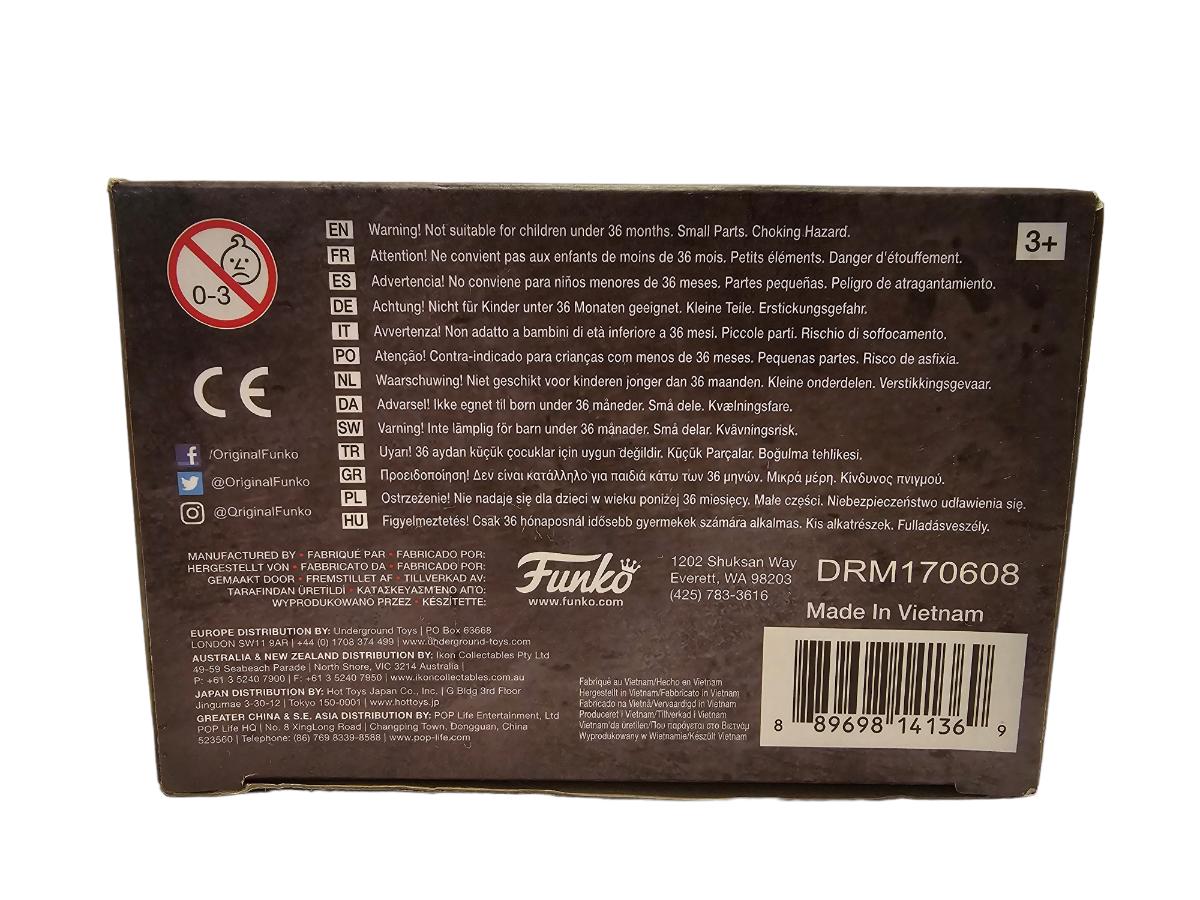 0-3
EN Warning! Not suitable for children under 36 months. Small Parts. Choking Hazard.
3+
FR Attention! Ne convient pas aux enfants de moins de 36 mois. Petits éléments. Danger d'étouffement.
ES Advertencia! No conviene para niños menores de 36 meses. Partes pequeñas. Peligro de atragantamiento.
DE Achtung! Nicht für Kinder unter 36 Monaten geeignet. Kleine Teile. Erstickungsgefahr.
IT Avvertenza! Non adatto a bambini di età inferiore a 36 mesi. Piccole parti. Rischio di soffocamento.
PO Atenção! Contra-indicado para crianças com menos de 36 meses. Pequenas partes. Risco de asfixia.
NL Waarschuwing! Niet geschikt voor kinderen jonger dan 36 maanden. Kleine onderdelen. Verstikkingsgevaar.
DA Advarsel! Ikke egnet til børn under 36 måneder. Små dele. Kvælningsfare.
SW Varning! Inte lämplig för barn under 36 månader. Små delar. Kvävningsrisk.
TR Uyarı! 36 aydan küçük çocuklar için uygun değildir. Küçük Parçalar. Boğulma tehlikesi.
GR Προειδοποίηση! Δεν είναι κατάλληλο για παιδιά κάτω των 36 μηνών. Μικρά μέρη. Κίνδυνος πνιγμού.
PL Ostrzeżenie! Nie nadaje się dla dzieci w wieku poniżej 36 miesięcy. Małe części. Niebezpieczeństwo udławienia się.
HU Figyelmeztetés! Csak 36 hónaposnál idősebb gyermekek számára alkalmas. Kis alkatrészek. Fulladásveszély.
CE
/OriginalFunko
@OriginalFunko
@OriginalFunko
MANUFACTURED BY • FABRIQUÉ PAR • FABRICADO POR:
HERGESTELLT VON • FABBRICATO DA • FABRICADO POR:
GEMAAKT DOOR • FREMSTILLET AF • TILLVERKAD AV:
TARAFINDAN ÜRETILDI • ΚΑΤΑΣΚΕΥΑΣΜΈΝΟ ΑΠΌ:
WYPRODUKOWANO PRZEZ • KÉSZÍTETTE:
Funko
www.funko.com
1202 Shuksan Way
Everett, WA 98203
(425) 783-3616
DRM170608
Made In Vietnam
EUROPE DISTRIBUTION BY: Underground Toys | PO Box 63668
LONDON SW11 9AR | +44 (0) 1708 374 499 | www.underground-toys.com
AUSTRALIA & NEW ZEALAND DISTRIBUTION BY: Ikon Collectables Pty Ltd
49-59 Seabeach Parade | North Shore, VIC 3214 Australia |
P: +61 3 5240 7900 | F: +61 3 5240 7950 | www.ikoncollectables.com.au
JAPAN DISTRIBUTION BY: Hot Toys Japan Co., Inc. | G Bldg 3rd Floor
Jingumae 3-30-12 | Tokyo 150-0001 | www.hottoys.jp
GREATER CHINA & S.E. ASIA DISTRIBUTION BY: POP Life Entertainment, Ltd
POP Life HQ | No. 8 XingLong Road | Changping Town, Dongguan, China
523560 | Telephone: (86) 769 8339-8588 | www.pop-life.com
Fabriqué au Vietnam/Hecho en Vietnam
Hergestellt in Vietnam/Fabbricato in Vietnam
Fabricado na Vietnã/Vervaardigd in Vietnam
Produceret i Vietnam/Tillverkad i Vietnam
Vietnam'da üretilen/Που παράγεται στο Βιετνάμ
Wyprodukowany w Wietnamie/Készült Vietnam
8 89698 14136 9